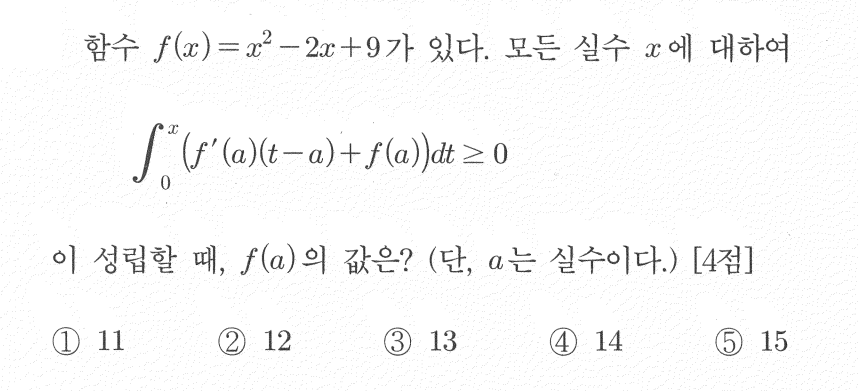 함수 f(x)=x²−2x+9가 있다. 모든 실수 x에 대하여
∫₀ˣ(f′(a)(t−a)+f(a))dt ≥ 0
이 성립할 때, f(a)의 값은? (단, a는 실수이다.) [4점]
① 11 ② 12 ③ 13 ④ 14 ⑤ 15